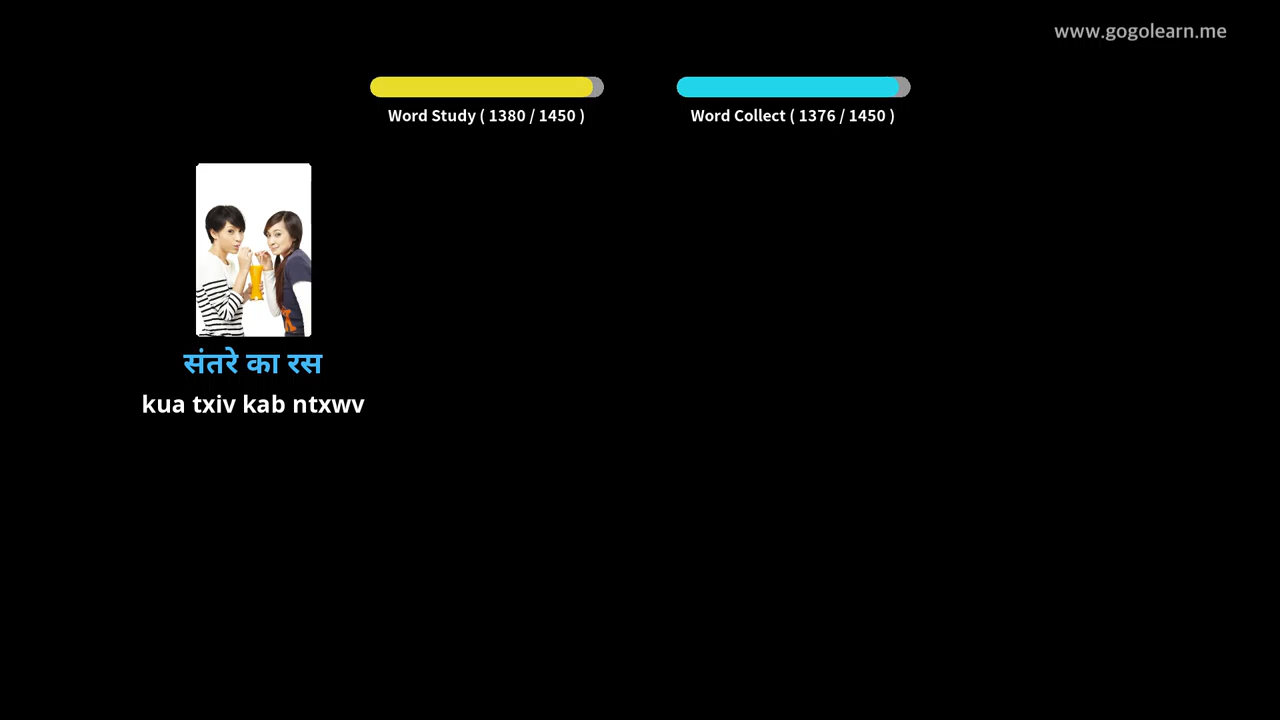 www.gogolearn.me
Word Study ( 1380 / 1450 )
Word Collect ( 1376 / 1450 )
संतरे का रस
kua txiv kab ntxwv